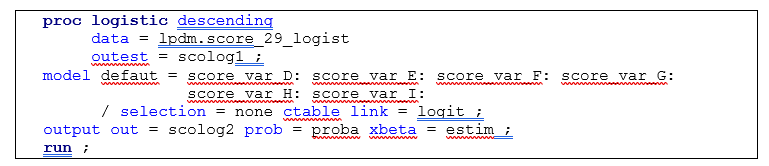 proc logistic descending
data = lpdm.score_29_logist
outest = scolog1 ;
model defaut = score_var_D: score_var_E: score_var_F: score_var_G:
score_var_H: score_var_I:
/ selection = none ctable link = logit ;
output out = scolog2 prob = proba xbeta = estim ;
run ;